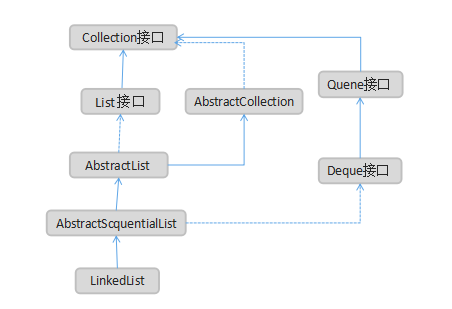 Collection接口
List接口
AbstractCollection
Quene接口
AbstractList
Deque接口
AbstractScquentialList
LinkedList